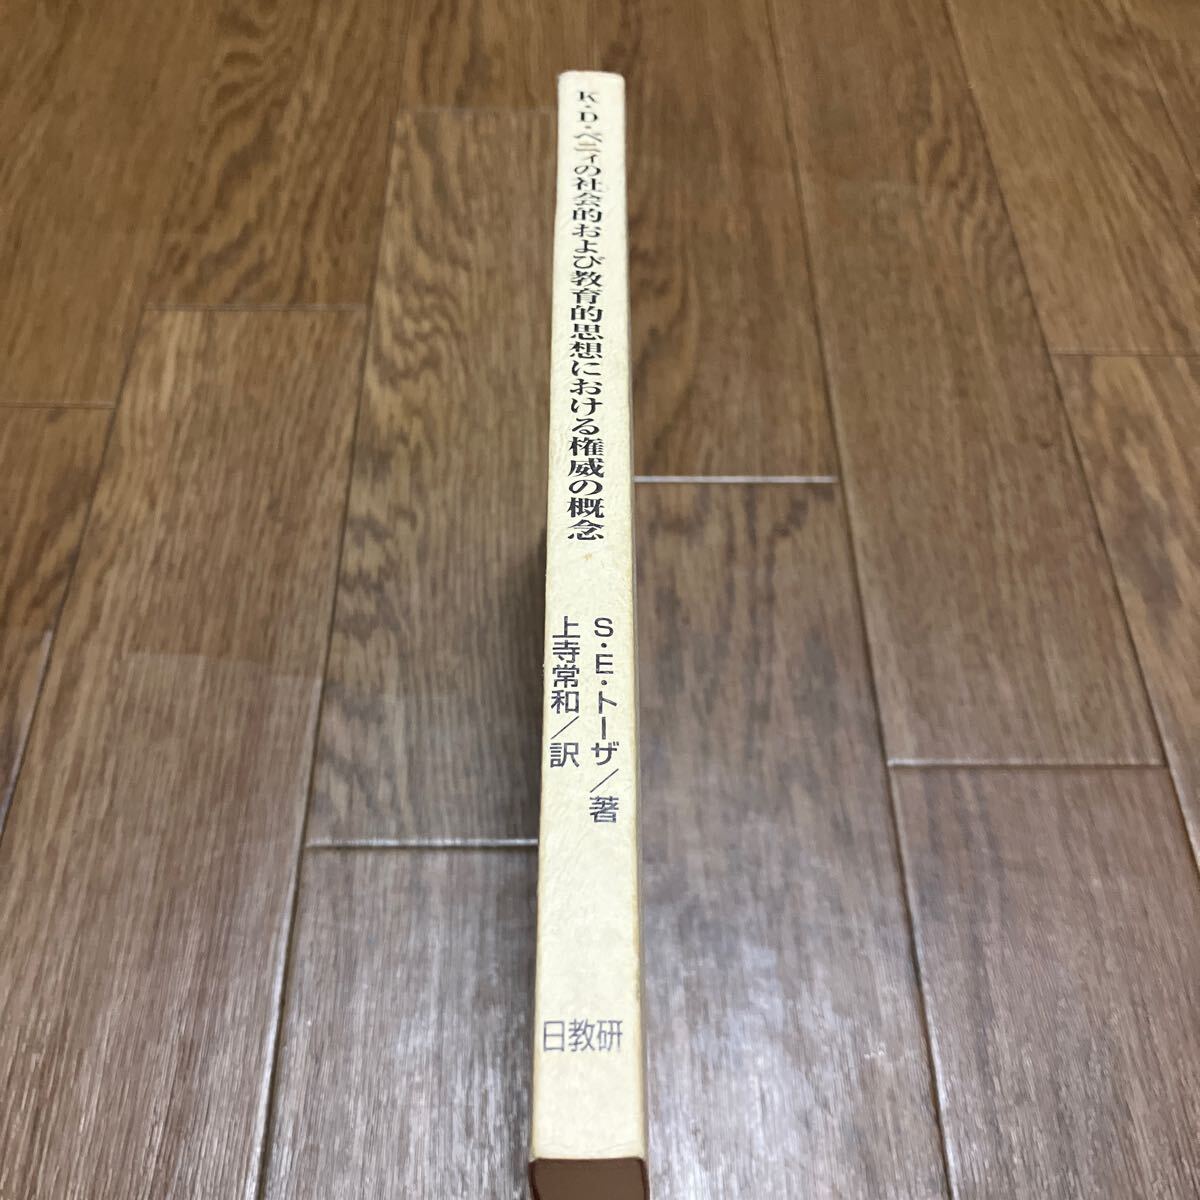 K・D・ベニィの社会的および教育的思想における権威の概念
S・E・トーザ／著
上寺常和／訳
日教研